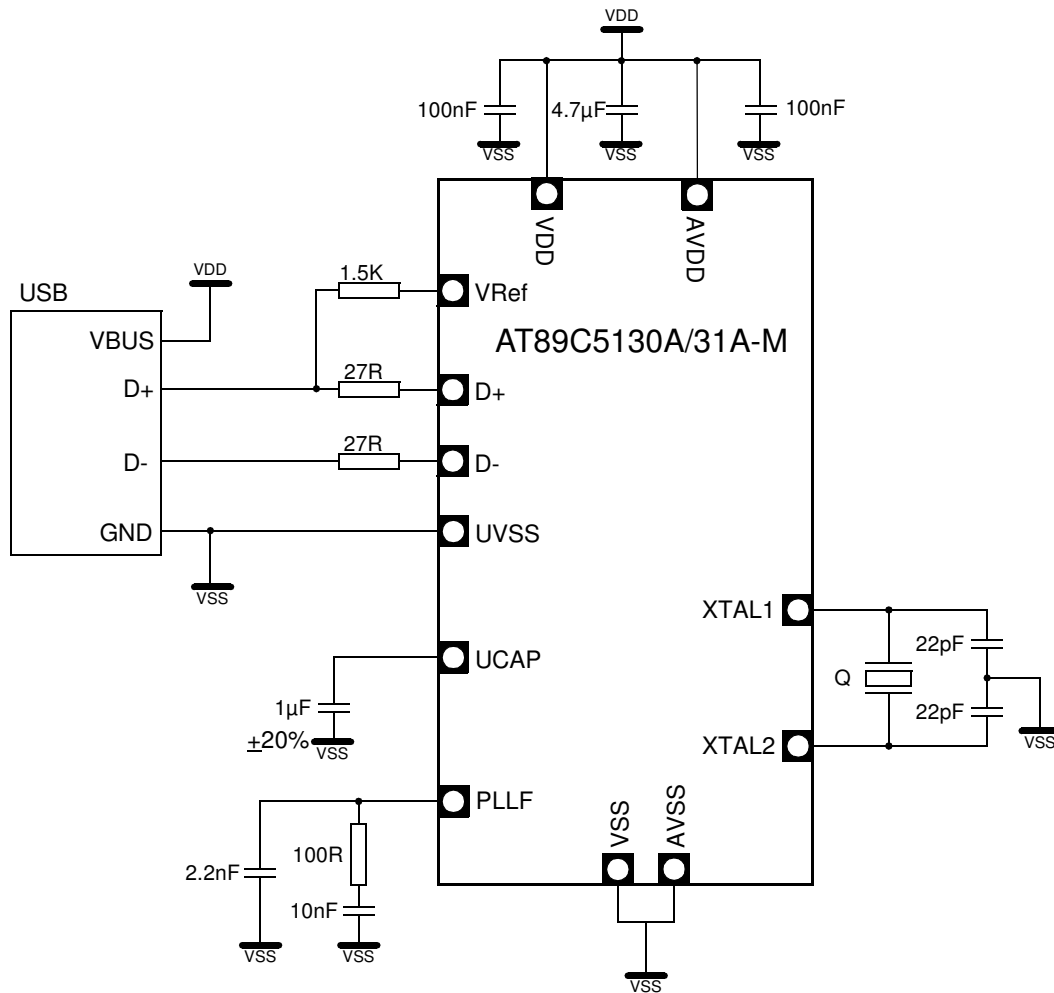 VDD
100nF
4.7µF
100nF
VSS
VSS
VSS
VDD
AVDD
VDD
1.5K
VRef
USB
AT89C5130A/31A-M
VBUS
27R
D+
D+
27R
D-
D-
GND
UVSS
VSS
XTAL1
22pF
UCAP
Q
1µF
22pF
±20%
VSS
XTAL2
VSS
PLLF
VSS
AVSS
2.2nF
100R
10nF
VSS
VSS
VSS